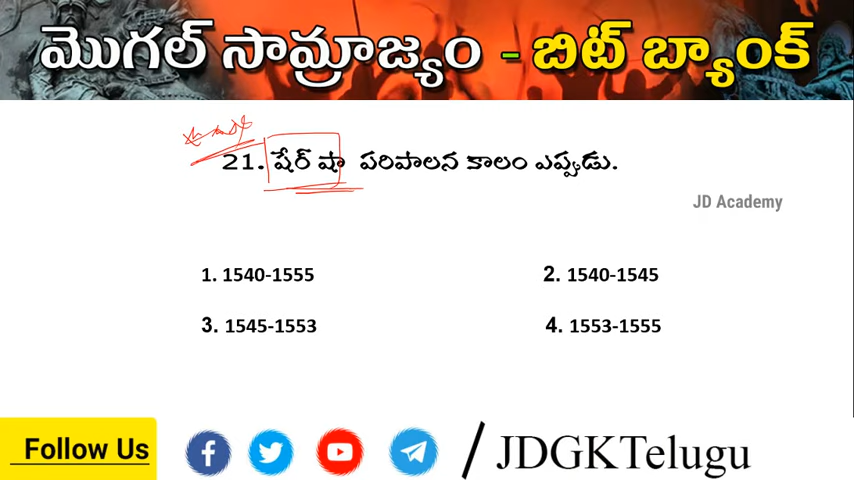 మొగల్ సామ్రాజ్యం - బిట్ బ్యాంక్
21. షేర్ షా పరిపాలన కాలం ఎప్పుడు.
JD Academy
1. 1540-1555
2. 1540-1545
3. 1545-1553
4. 1553-1555
Follow Us
/JDGKTelugu